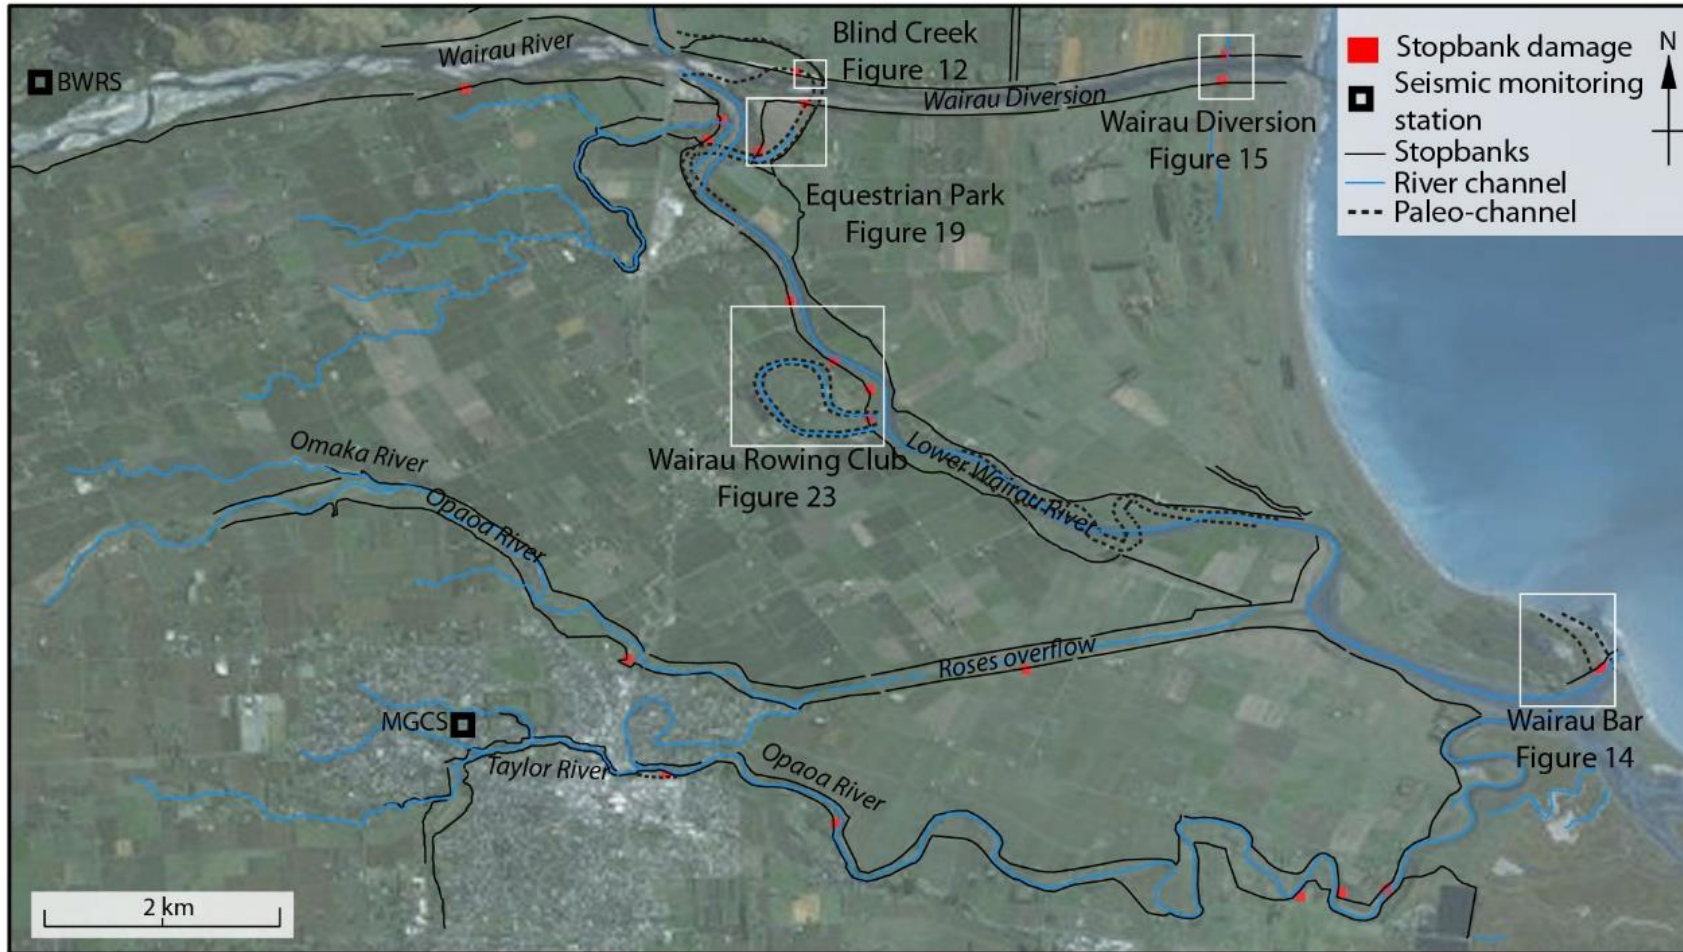 Wairau River
BWRS
Blind Creek
Figure 12
Wairau Diversion
Wairau Diversion
Figure 15
Stopbank damage
Seismic monitoring
station
Stopbanks
River channel
Paleo-channel
N
Equestrian Park
Figure 19
Wairau Rowing Club
Figure 23
Lower Wairau River
Omaka River
Opaoa River
Roses overflow
Wairau Bar
Figure 14
MGCS
Taylor River
Opaoa River
2 km